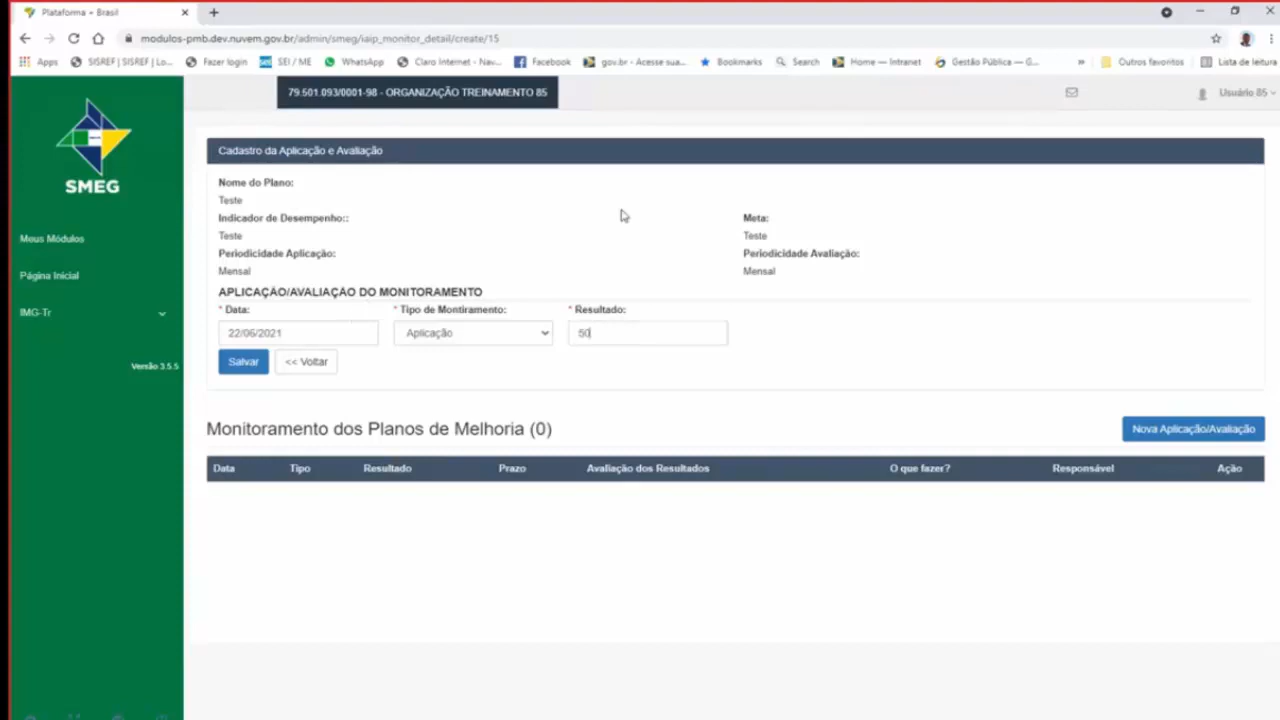 Plataforma + Brasil
modulos-pmb.dev.nuvem.gov.br/admin/smeg/iaip_monitor_detail/create/15
Apps SISREF | SISREF | Lo... Fazer login SEI / ME WhatsApp Claro Internet - Nav... Facebook gov.br - Acesse sua... Bookmarks Search Home — Intranet Gestão Pública — G... » Outros favoritos Lista de leitura
79.501.093/0001-98 - ORGANIZAÇÃO TREINAMENTO 85
Usuário 85
SMEG
Meus Módulos
Página Inicial
IMG-Tr
Versão 3.5.5
Cadastro da Aplicação e Avaliação
Nome do Plano:
Teste
Indicador de Desempenho:: Meta:
Teste Teste
Periodicidade Aplicação: Periodicidade Avaliação:
Mensal Mensal
APLICAÇÃO/AVALIAÇÃO DO MONITORAMENTO
* Data: * Tipo de Montiramento: * Resultado:
22/06/2021 Aplicação 50
Salvar << Voltar
Monitoramento dos Planos de Melhoria (0) Nova Aplicação/Avaliação
Data Tipo Resultado Prazo Avaliação dos Resultados O que fazer? Responsável Ação